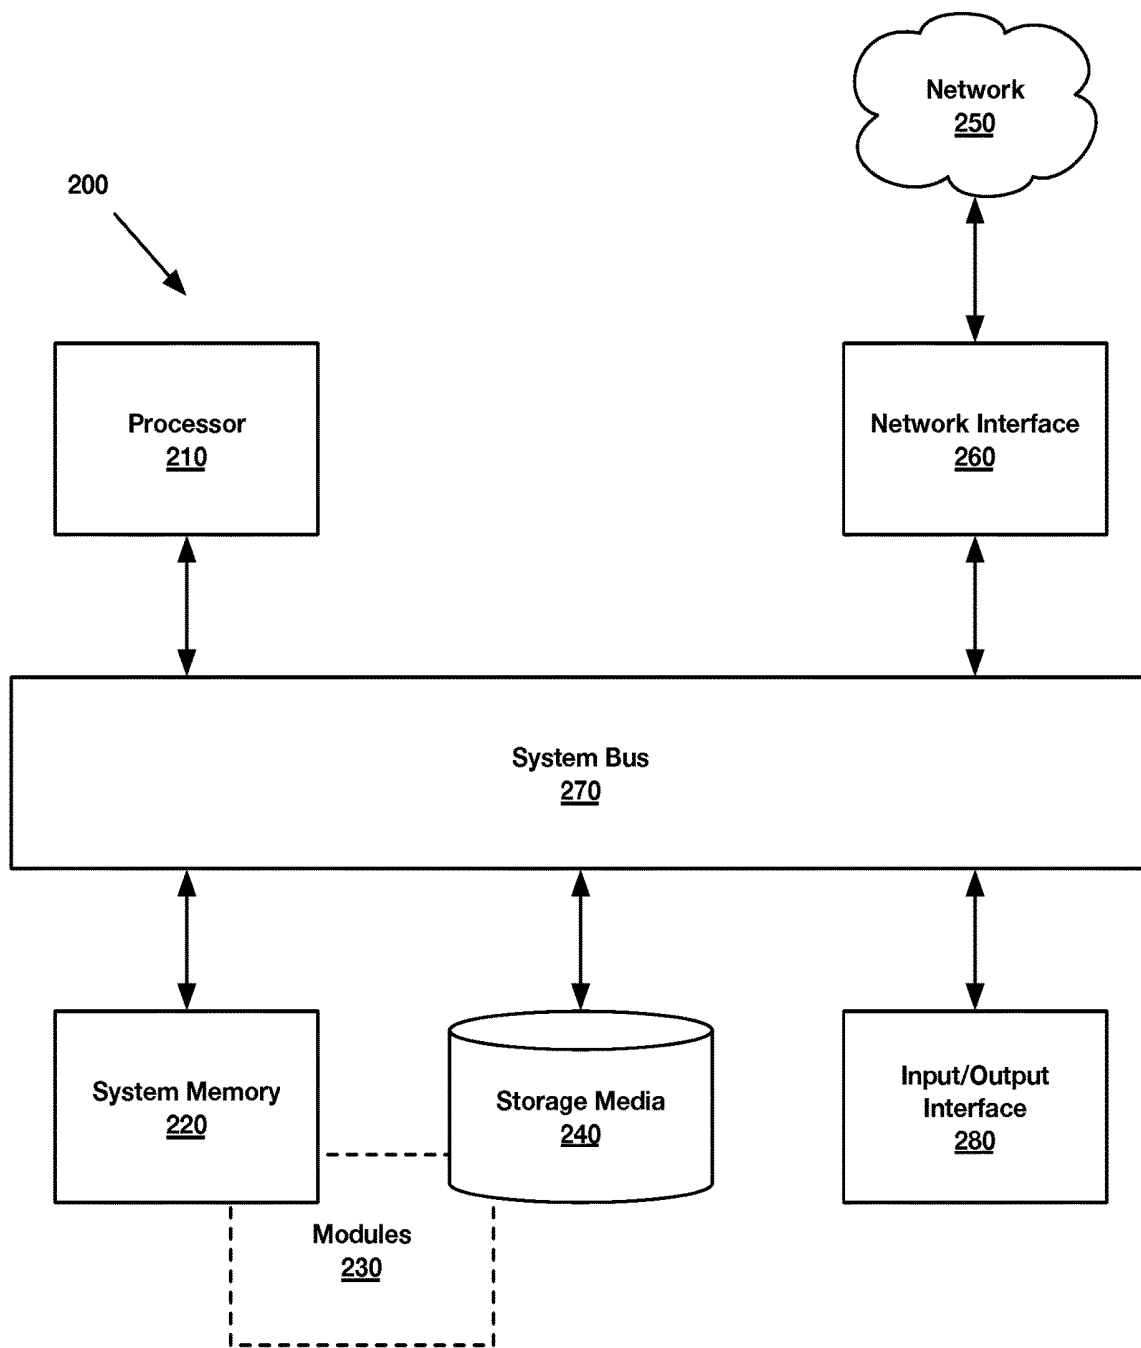 Network
250
200
Processor
210
Network Interface
260
System Bus
270
System Memory
220
Storage Media
240
Input/Output
Interface
280
Modules
230